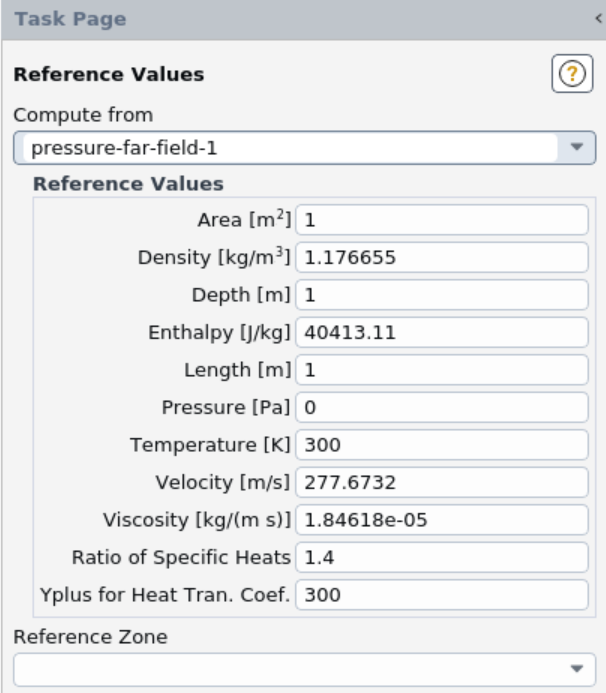 Task Page <
Reference Values ?
Compute from
pressure-far-field-1
Reference Values
Area [m²] 1
Density [kg/m³] 1.176655
Depth [m] 1
Enthalpy [J/kg] 40413.11
Length [m] 1
Pressure [Pa] 0
Temperature [K] 300
Velocity [m/s] 277.6732
Viscosity [kg/(m s)] 1.84618e-05
Ratio of Specific Heats 1.4
Yplus for Heat Tran. Coef. 300
Reference Zone